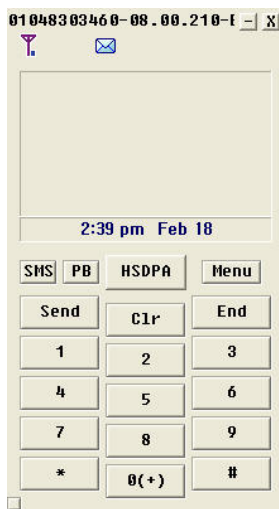 01048303460-08.00.210-E - X
2:39 pm Feb 18
SMS PB HSDPA Menu
Send Clr End
1 2 3
4 5 6
7 8 9
* 0(+) #